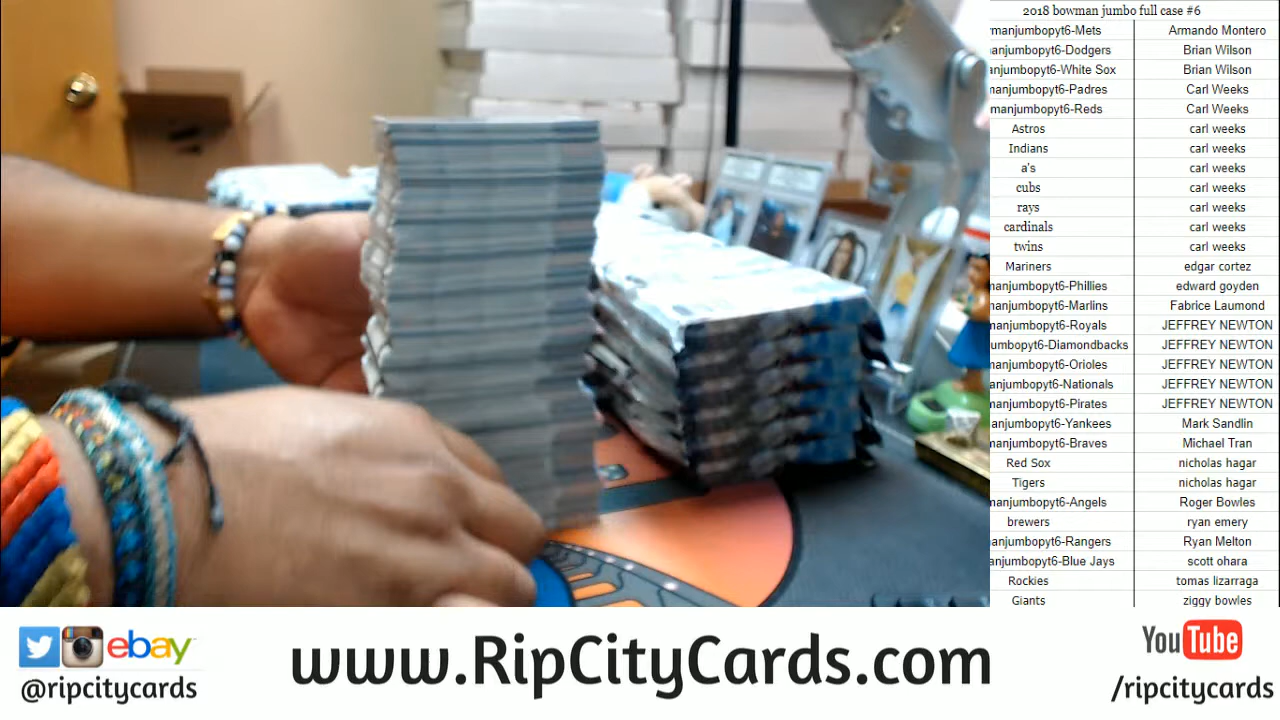 2018 bowman jumbo full case #6
manjumbopyt6-Mets Armando Montero
anjumbopyt6-Dodgers Brian Wilson
anjumbopyt6-White Sox Brian Wilson
manjumbopyt6-Padres Carl Weeks
manjumbopyt6-Reds Carl Weeks
Astros carl weeks
Indians carl weeks
a's carl weeks
cubs carl weeks
rays carl weeks
cardinals carl weeks
twins carl weeks
Mariners edgar cortez
manjumbopyt6-Phillies edward goyden
anjumbopyt6-Marlins Fabrice Laumond
manjumbopyt6-Royals JEFFREY NEWTON
umbopyt6-Diamondbacks JEFFREY NEWTON
manjumbopyt6-Orioles JEFFREY NEWTON
anjumbopyt6-Nationals JEFFREY NEWTON
manjumbopyt6-Pirates JEFFREY NEWTON
anjumbopyt6-Yankees Mark Sandlin
anjumbopyt6-Braves Michael Tran
Red Sox nicholas hagar
Tigers nicholas hagar
manjumbopyt6-Angels Roger Bowles
brewers ryan emery
anjumbopyt6-Rangers Ryan Melton
anjumbopyt6-Blue Jays scott ohara
Rockies tomas lizarraga
Giants ziggy bowles
ebay
@ripcitycards
www.RipCityCards.com
YouTube
/ripcitycards